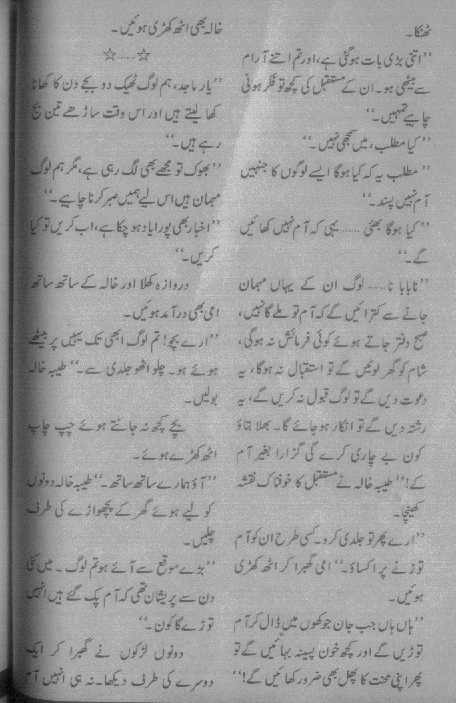 ٹھنکا۔
”اتنی بڑی بات ہوگئی ہے، اور تم اتنے آرام
سے بیٹھی ہو۔ ان کے مستقبل کی کچھ تو فکر ہونی
چاہیے تمہیں۔“
”کیا مطلب، میں سمجھی نہیں۔“
”مطلب یہ کہ کیا ہوگا ایسے لوگوں کا جنہیں
آم نہیں پسند۔“
”کیا ہوگا بھئی ...... یہی کہ آم نہیں کھائیں
گے۔“
”نابابا نا...... لوگ ان کے یہاں مہمان
جانے سے کترائیں گے کہ آم تو ملے گا نہیں،
صبح دفتر جاتے ہوئے کوئی فرمائش نہ ہوگی،
شام کو گھر لوٹیں گے تو استقبال نہ ہوگا، یہ
دعوت دیں گے تو لوگ قبول نہ کریں گے، یہ
رشتہ دیں گے تو انکار ہو جائے گا۔ بھلا بتاؤ
کون بے چاری کرے گی گزارا بغیر آم
کے!“ طیبہ خالہ نے مستقبل کا خوفناک نقشہ
کھینچا۔
”ارے پھر تو جلدی کرو۔ کسی طرح ان کو آم
توڑنے پر اکساؤ۔“ امی گھبرا کر اٹھ کھڑی
ہوئیں۔
”ہاں ہاں جب جان جوکھوں میں ڈال کر آم
توڑیں گے اور کچھ خون پسینہ بہائیں گے تو
پھر اپنی محنت کا پھل بھی ضرور کھائیں گے!“
خالہ بھی اٹھ کھڑی ہوئیں۔
☆......☆
”یار ماجد، ہم لوگ ٹھیک دو بجے دن کا کھانا
کھا لیتے ہیں اور اس وقت ساڑھے تین بج
رہے ہیں۔“
”بھوک تو مجھے بھی لگ رہی ہے، مگر ہم لوگ
مہمان ہیں اس لیے ہمیں صبر کرنا چاہیے۔“
”اخبار بھی پورا یاد ہو چکا ہے، اب کریں تو کیا
کریں۔“
دروازہ کھلا اور خالہ کے ساتھ ساتھ
امی بھی درآمد ہوئیں۔
”ارے بچو! تم لوگ ابھی تک یہیں پر بیٹھے
ہوئے ہو۔ چلو اٹھو جلدی سے۔“ طیبہ خالہ
بولیں۔
بچے کچھ نہ جانتے ہوئے چپ چاپ
اٹھ کھڑے ہوئے۔
”آؤ ہمارے ساتھ ساتھ۔“ طیبہ خالہ دونوں
کو لیے ہوئے گھر کے پچھواڑے کی طرف
چلیں۔
”بڑے موقع سے آئے ہو تم لوگ۔ میں کئی
دن سے پریشان تھی کہ آم پک گئے ہیں انہیں
توڑے گا کون۔“
دونوں لڑکوں نے گھبرا کر ایک
دوسرے کی طرف دیکھا۔ نہ ہی انہیں آم